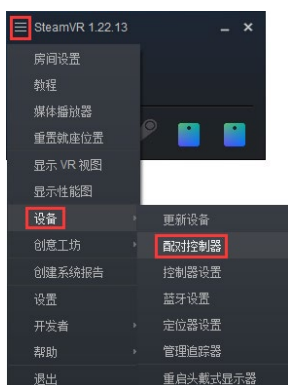 SteamVR 1.22.13
房间设置
教程
媒体播放器
重置就座位置
显示 VR 视图
显示性能图
设备
更新设备
创意工坊
配对控制器
创建系统报告
控制器设置
设置
蓝牙设置
开发者
定位器设置
帮助
管理追踪器
退出
重启头戴式显示器